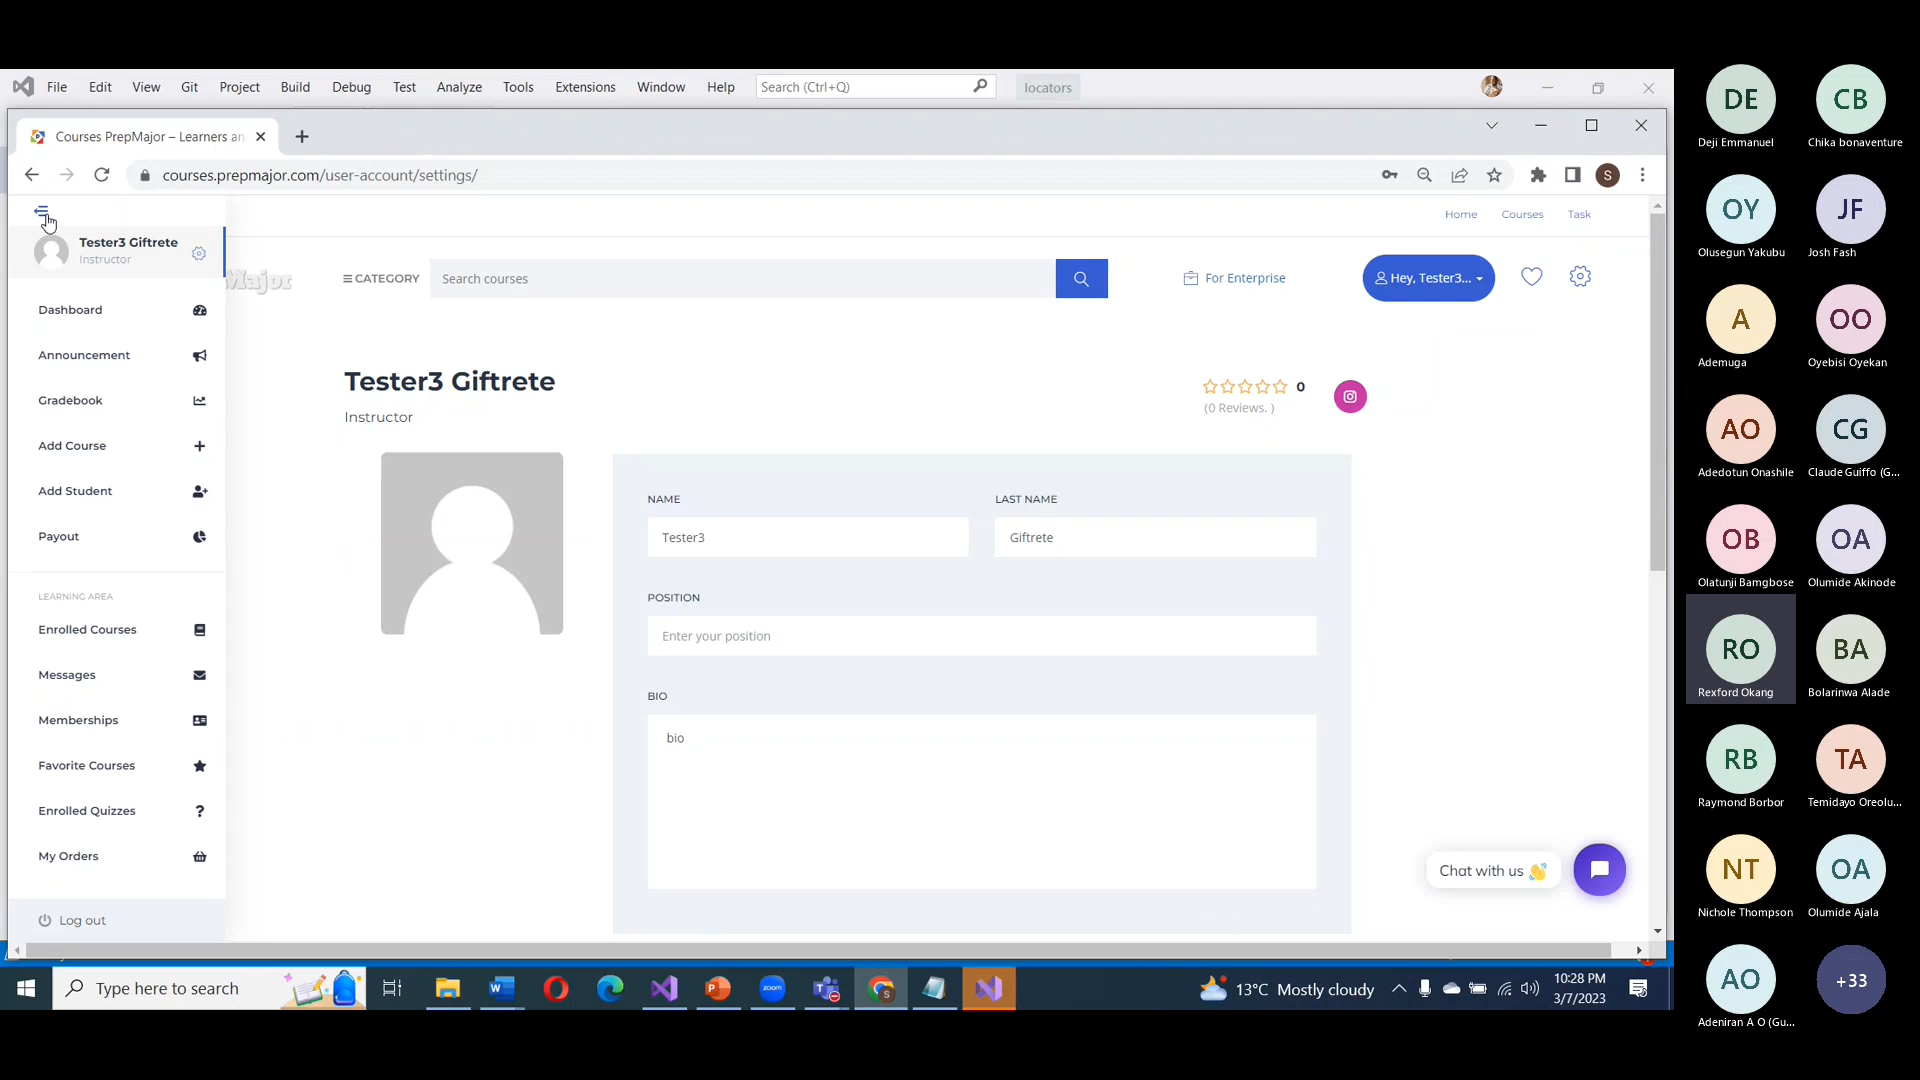 File Edit View Git Project Build Debug Test Analyze Tools Extensions Window Help Search (Ctrl+Q) locators
Courses PrepMajor – Learners an
courses.prepmajor.com/user-account/settings/
S
Home Courses Task
Tester3 Giftrete
Instructor
Major
CATEGORY
Search courses
For Enterprise
Hey, Tester3...
Dashboard
Announcement
Gradebook
Add Course
Add Student
Payout
LEARNING AREA
Enrolled Courses
Messages
Memberships
Favorite Courses
Enrolled Quizzes
My Orders
Log out
Tester3 Giftrete
Instructor
0
(0 Reviews. )
NAME
Tester3
LAST NAME
Giftrete
POSITION
Enter your position
BIO
bio
Chat with us 👋
Type here to search
13°C Mostly cloudy
10:28 PM
3/7/2023
DE
Deji Emmanuel
CB
Chika bonaventure
OY
Olusegun Yakubu
JF
Josh Fash
A
Ademuga
OO
Oyebisi Oyekan
AO
Adedotun Onashile
CG
Claude Guiffo (G...
OB
Olatunji Bamgbose
OA
Olumide Akinode
RO
Rexford Okang
BA
Bolarinwa Alade
RB
Raymond Borbor
TA
Temidayo Oreolu...
NT
Nichole Thompson
OA
Olumide Ajala
AO
Adeniran A O (Gu...
+33